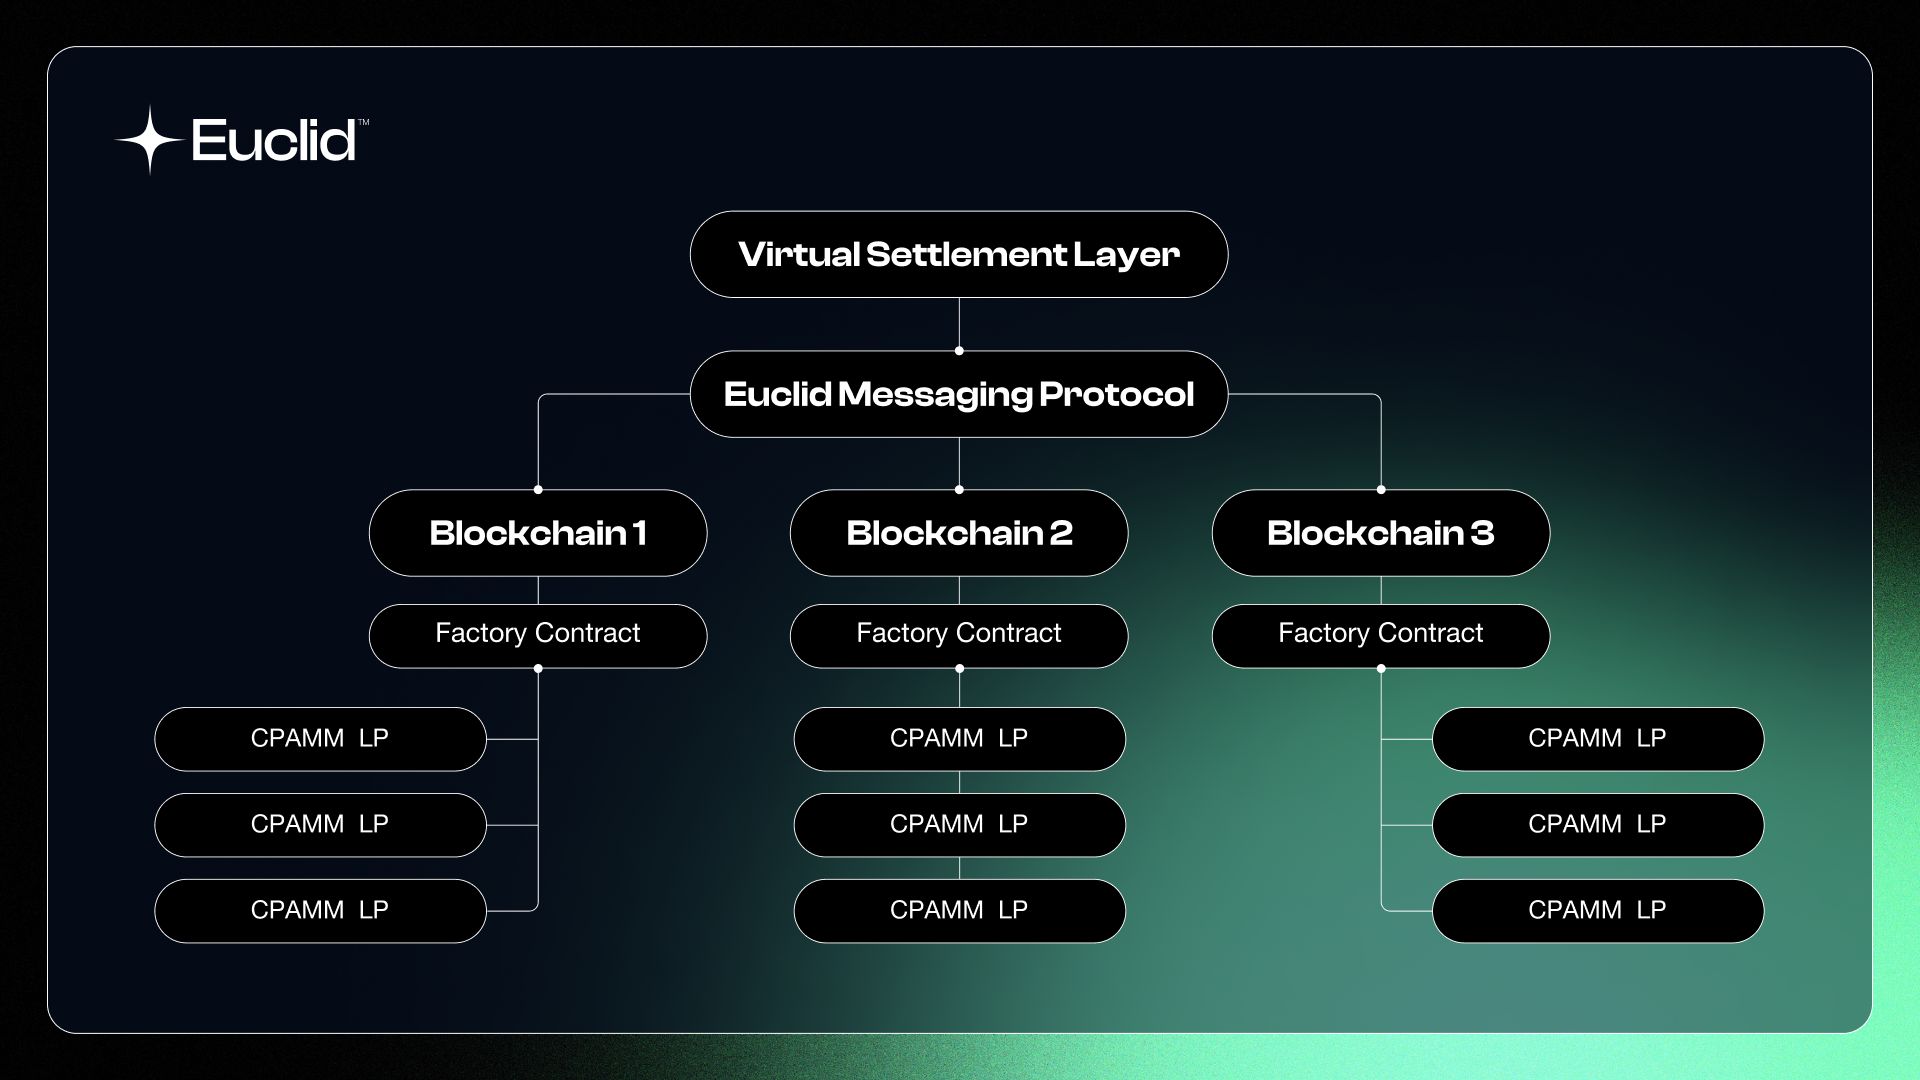 Euclid™
Virtual Settlement Layer
Euclid Messaging Protocol
Blockchain 1
Blockchain 2
Blockchain 3
Factory Contract
Factory Contract
Factory Contract
CPAMM LP
CPAMM LP
CPAMM LP
CPAMM LP
CPAMM LP
CPAMM LP
CPAMM LP
CPAMM LP
CPAMM LP